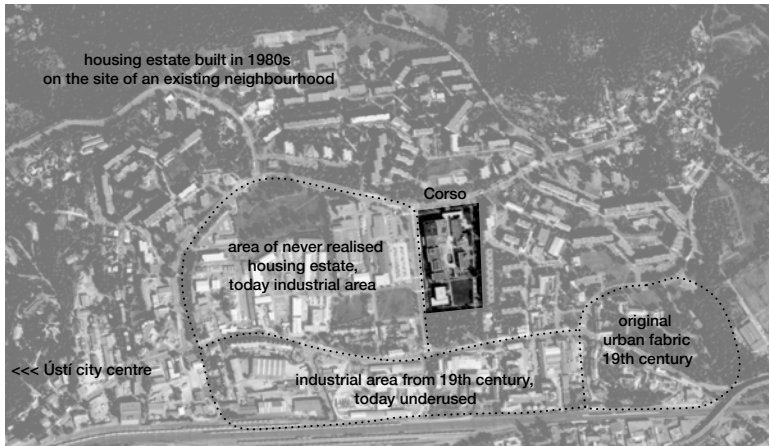 housing estate built in 1980s
on the site of an existing neighbourhood
Corso
area of never realised
housing estate,
today industrial area
original
urban fabric
19th century
<<< Ústí city centre
industrial area from 19th century,
today underused